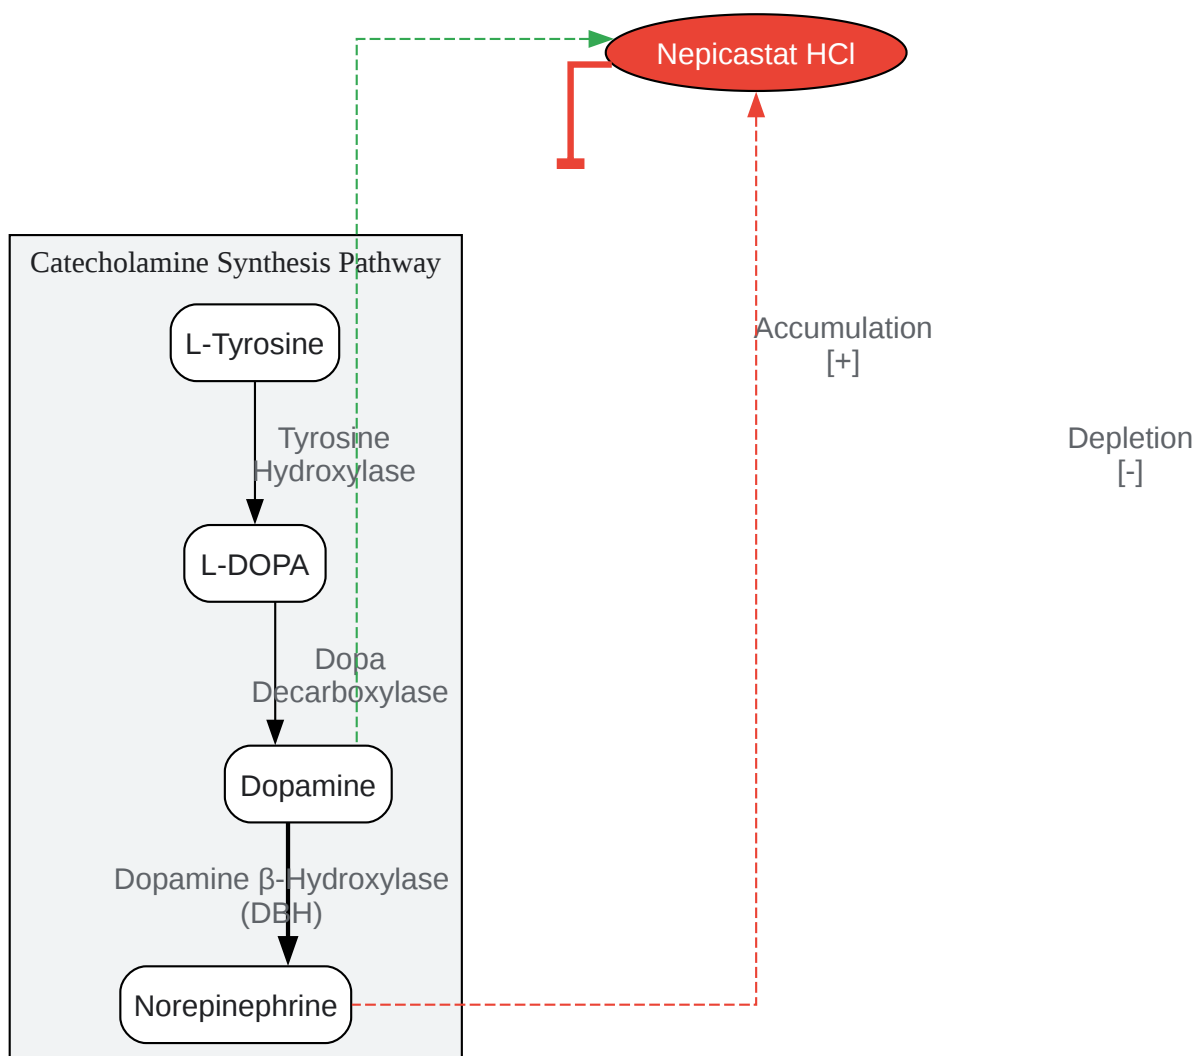 Nepicastat HCl
Catecholamine Synthesis Pathway
L-Tyrosine
Accumulation
[+]
Tyrosine
Hydroxylase
Depletion
[-]
L-DOPA
Dopa
Decarboxylase
Dopamine
Dopamine β-Hydroxylase
(DBH)
Norepinephrine